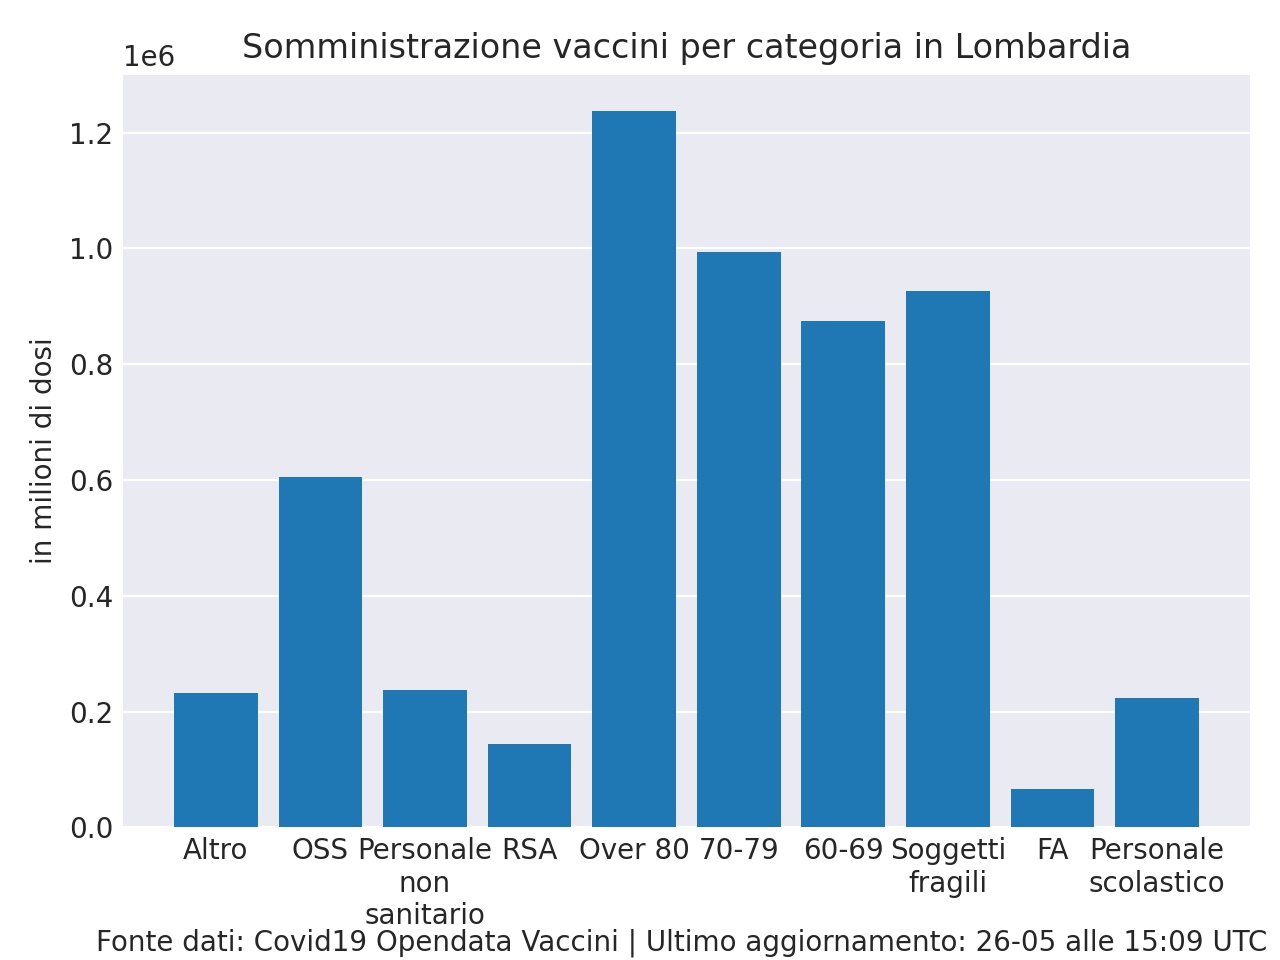 Somministrazione vaccini per categoria in Lombardia
1e6
1.2
1.0
0.8
0.6
0.4
0.2
0.0
in milioni di dosi
Altro
OSS
Personale
non
sanitario
RSA
Over 80
70-79
60-69
Soggetti
fragili
FA
Personale
scolastico
Fonte dati: Covid19 Opendata Vaccini | Ultimo aggiornamento: 26-05 alle 15:09 UTC